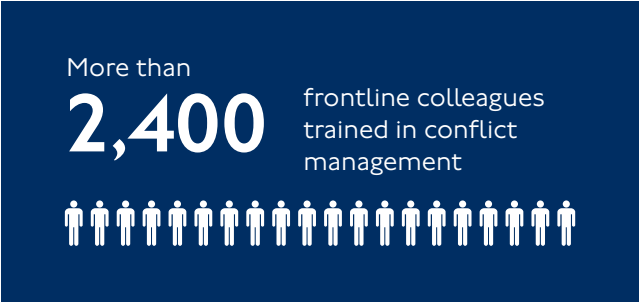 More than
2,400
frontline colleagues
trained in conflict
management